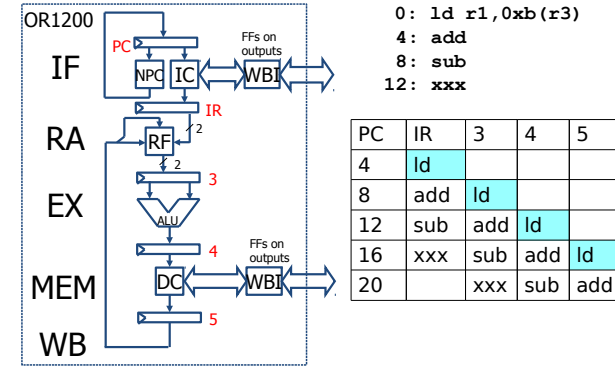 OR1200
IF
RA
EX
MEM
WB
PC
NPC
IC
FFs on
outputs
WBI
IR
2
RF
2
3
ALU
4
FFs on
outputs
DC
WBI
5
0: ld r1,0xb(r3)
4: add
8: sub
12: xxx
PC IR 3 4 5
4 ld
8 add ld
12 sub add ld
16 xxx sub add ld
20 xxx sub add